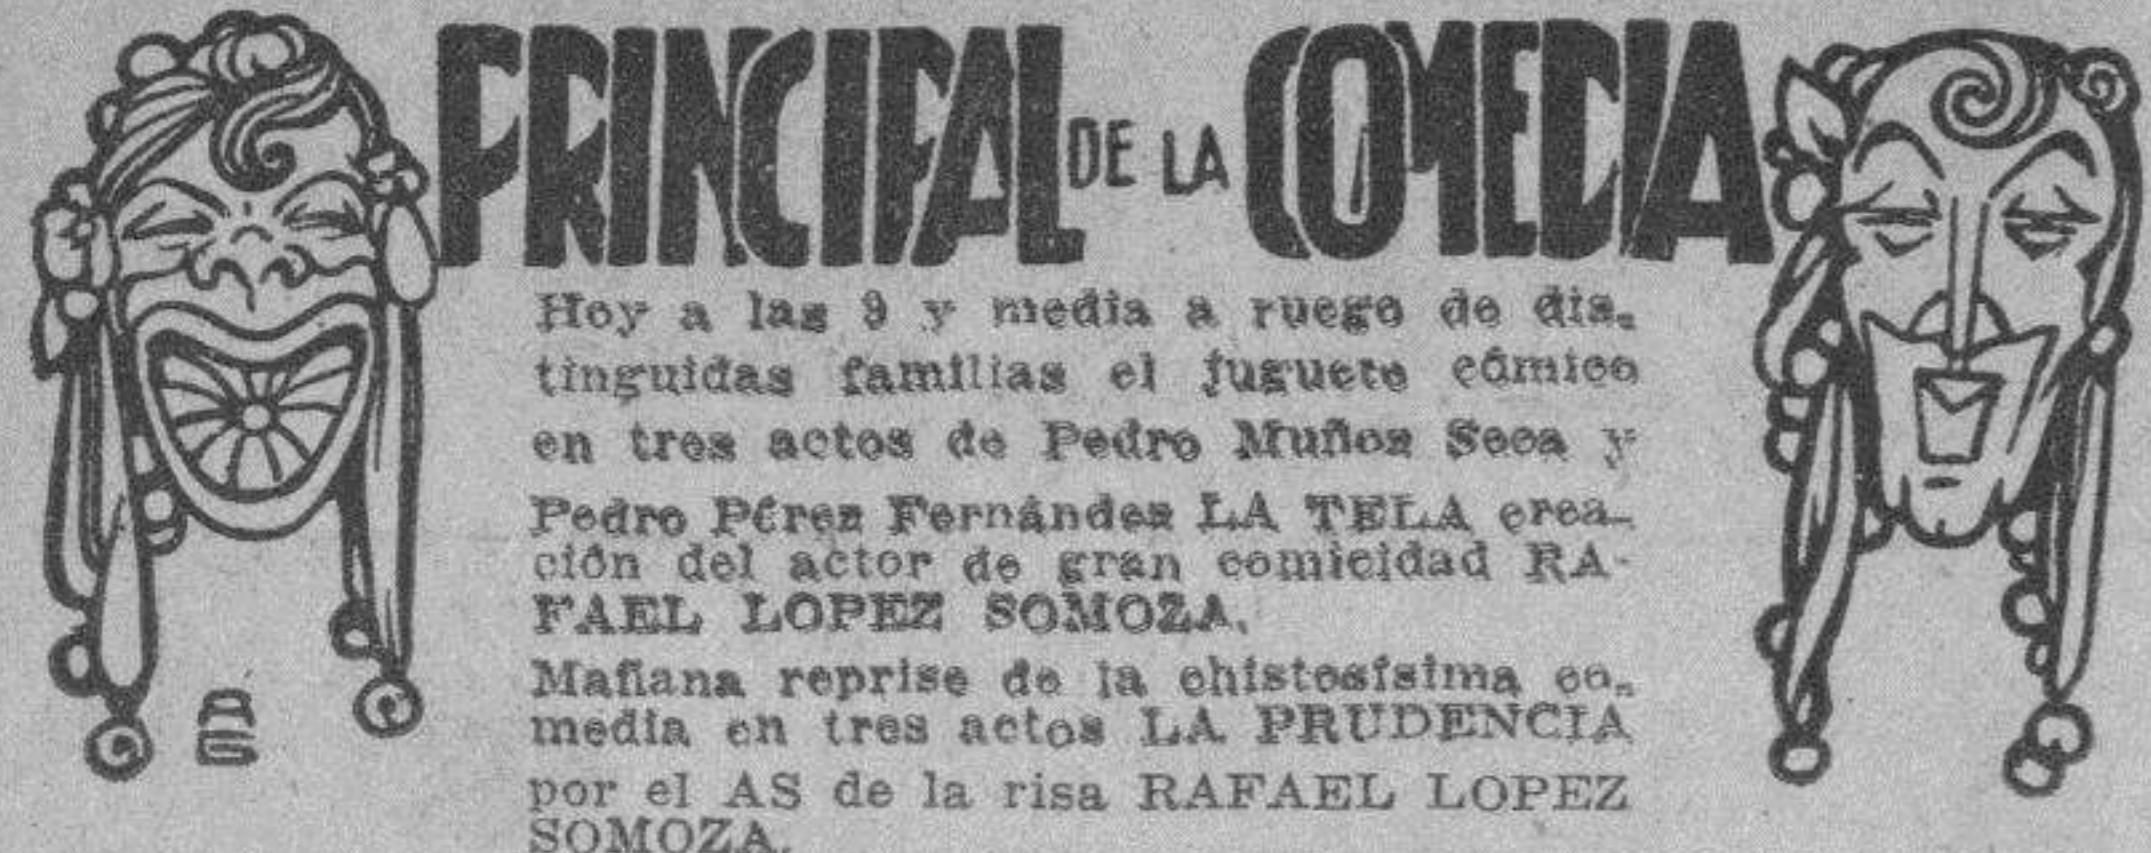 PRINCIPAL DE LA COMEDIA
Hoy a las 9 y media a ruego de dis-
tinguidas familias el juguete cómico
en tres actos de Pedro Muñoz Seca y
Pedro Pérez Fernández LA TELA crea-
ción del actor de gran comicidad RA-
FAEL LOPEZ SOMOZA.
Mañana reprise de la chistosísima co-
media en tres actos LA PRUDENCIA
por el AS de la risa RAFAEL LOPEZ
SOMOZA.
A
G